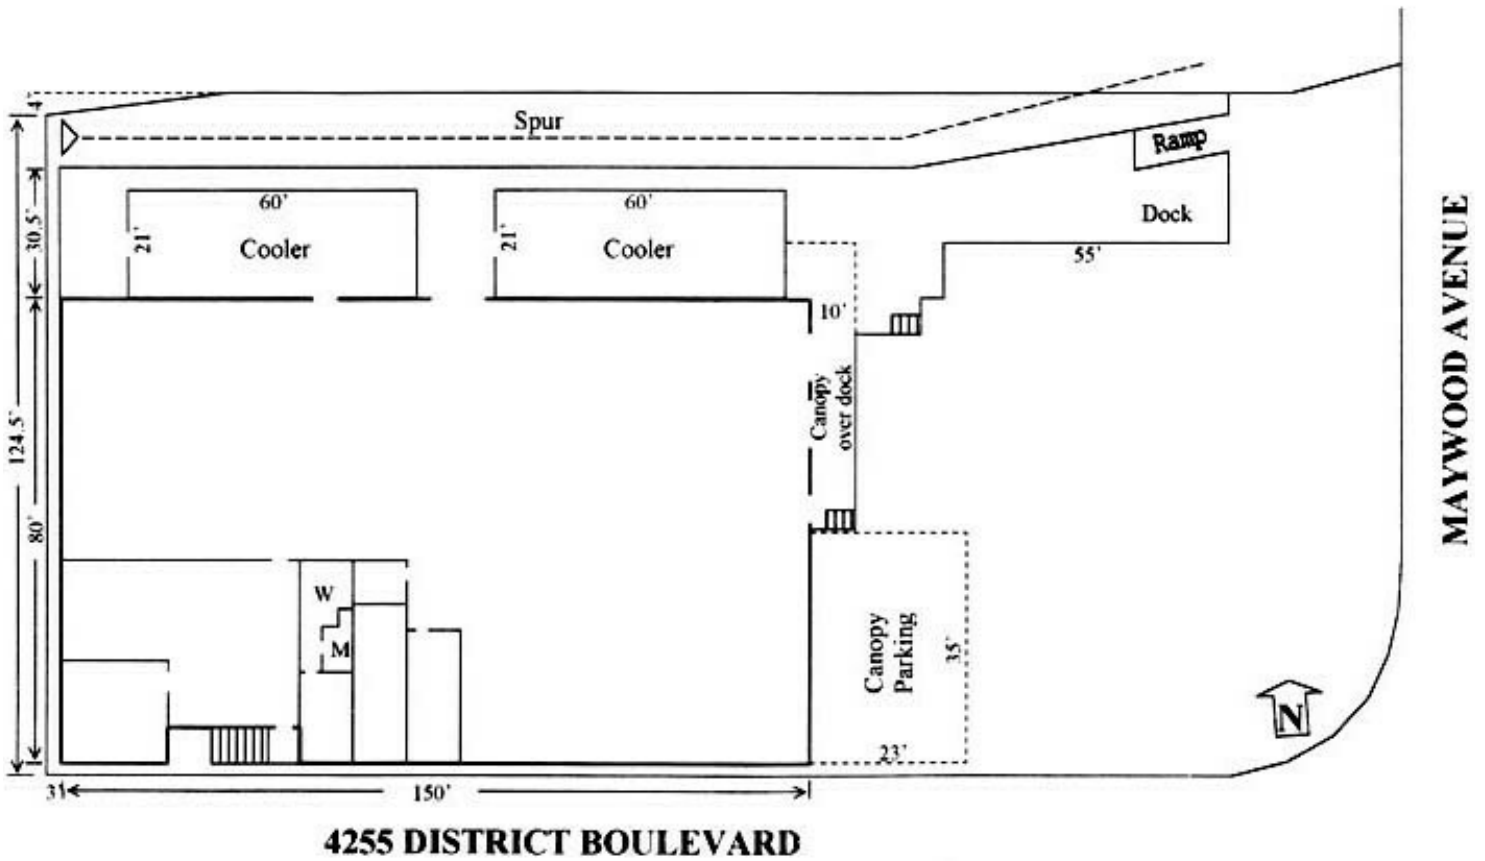 4'
Spur
Ramp
60'
60'
30.5'
21'
Cooler
21'
Cooler
Dock
55'
10'
124.5'
Canopy
over dock
MAYWOOD AVENUE
80'
W
M
Canopy
Parking
35'
N
23'
31
150'
4255 DISTRICT BOULEVARD